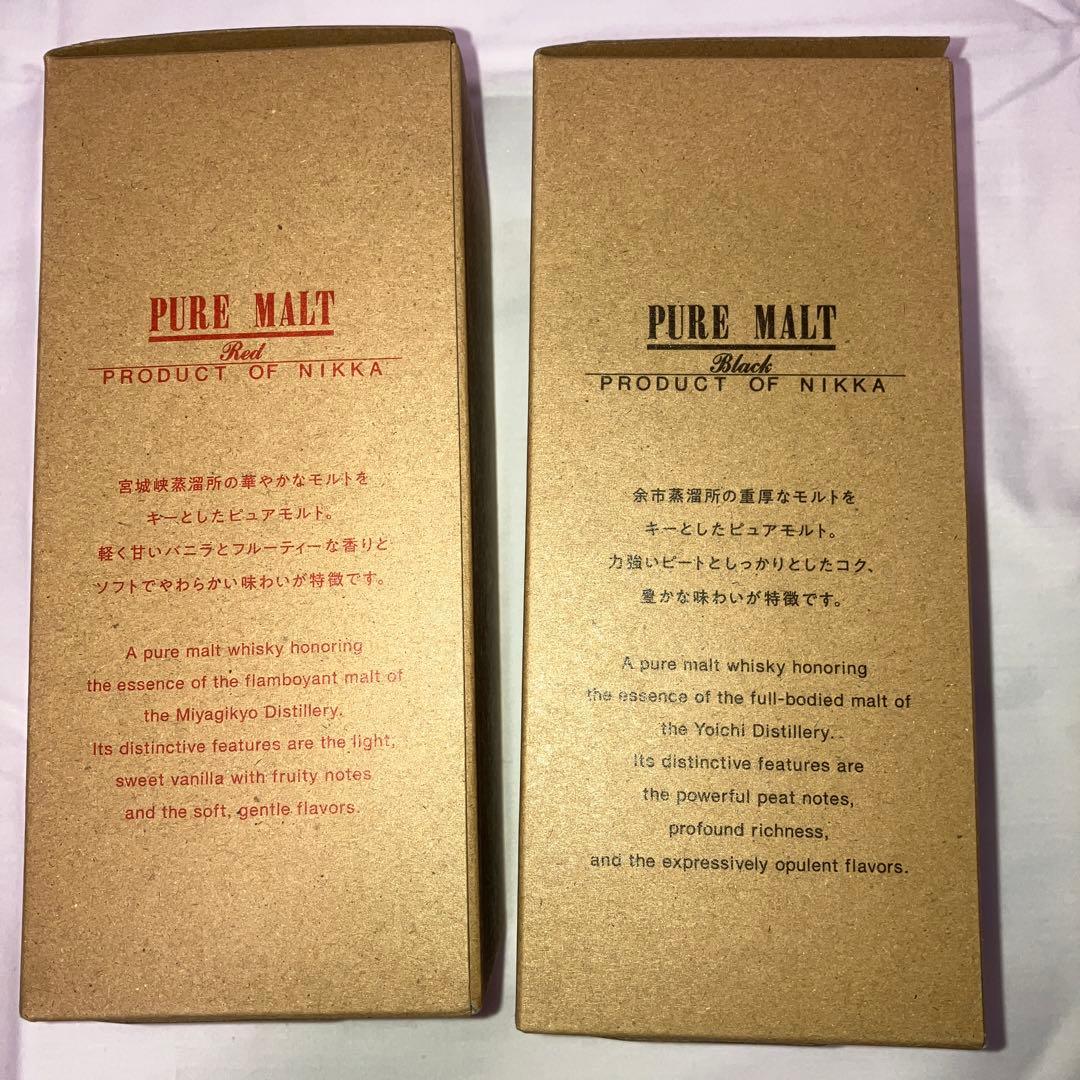 PURE MALT
Red
PRODUCT OF NIKKA
宮城峡蒸溜所の華やかなモルトを
キーとしたピュアモルト。
軽く甘いバニラとフルーティーな香りと
ソフトでやわらかい味わいが特徴です。
A pure malt whisky honoring
the essence of the flamboyant malt of
the Miyagikyo Distillery.
Its distinctive features are the light,
sweet vanilla with fruity notes
and the soft, gentle flavors.
PURE MALT
Black
PRODUCT OF NIKKA
余市蒸溜所の重厚なモルトを
キーとしたピュアモルト。
力強いピートとしっかりとしたコク、
豊かな味わいが特徴です。
A pure malt whisky honoring
the essence of the full-bodied malt of
the Yoichi Distillery.
Its distinctive features are
the powerful peat notes,
profound richness,
and the expressively opulent flavors.